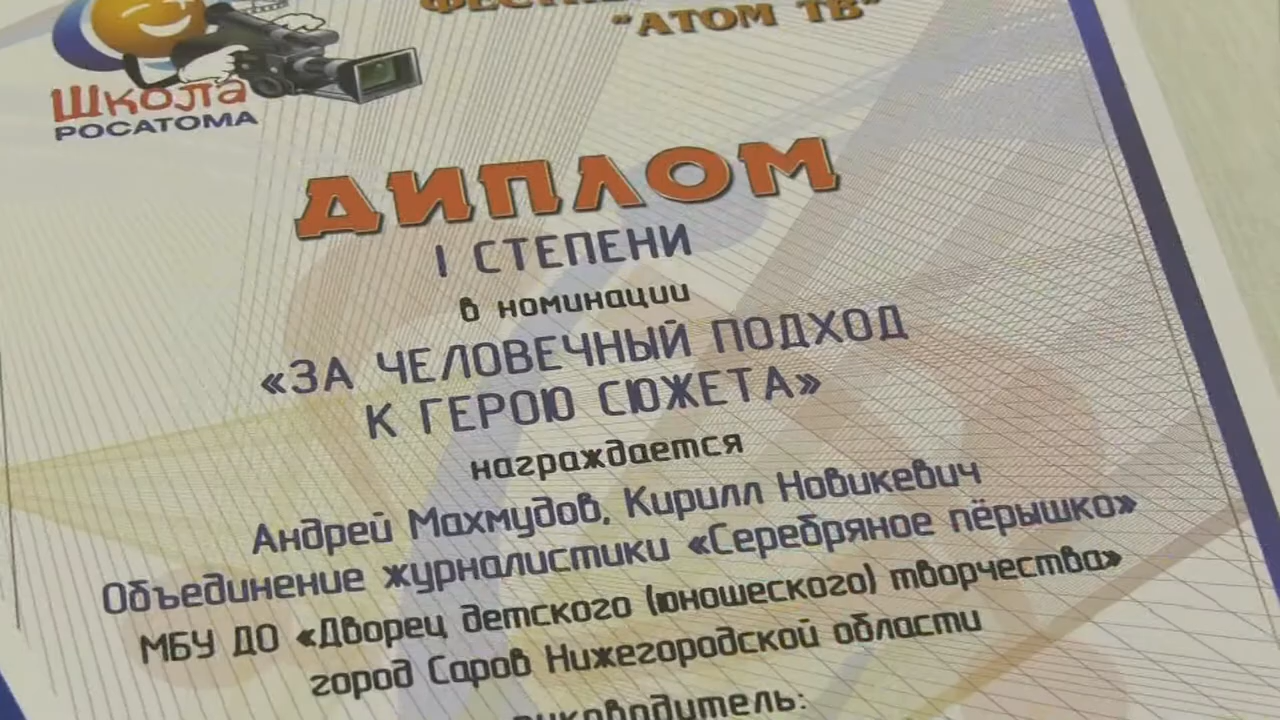 "АТОМ ТВ"
Школа
РОСАТОМА
ДИПЛОМ
I СТЕПЕНИ
в номинации
«ЗА ЧЕЛОВЕЧНЫЙ ПОДХОД
К ГЕРОЮ СЮЖЕТА»
награждается
Андрей Махмудов, Кирилл Новикевич
Объединение журналистики «Серебряное пёрышко»
МБУ ДО «Дворец детского (юношеского) творчества»
город Саров Нижегородской области
руководитель: